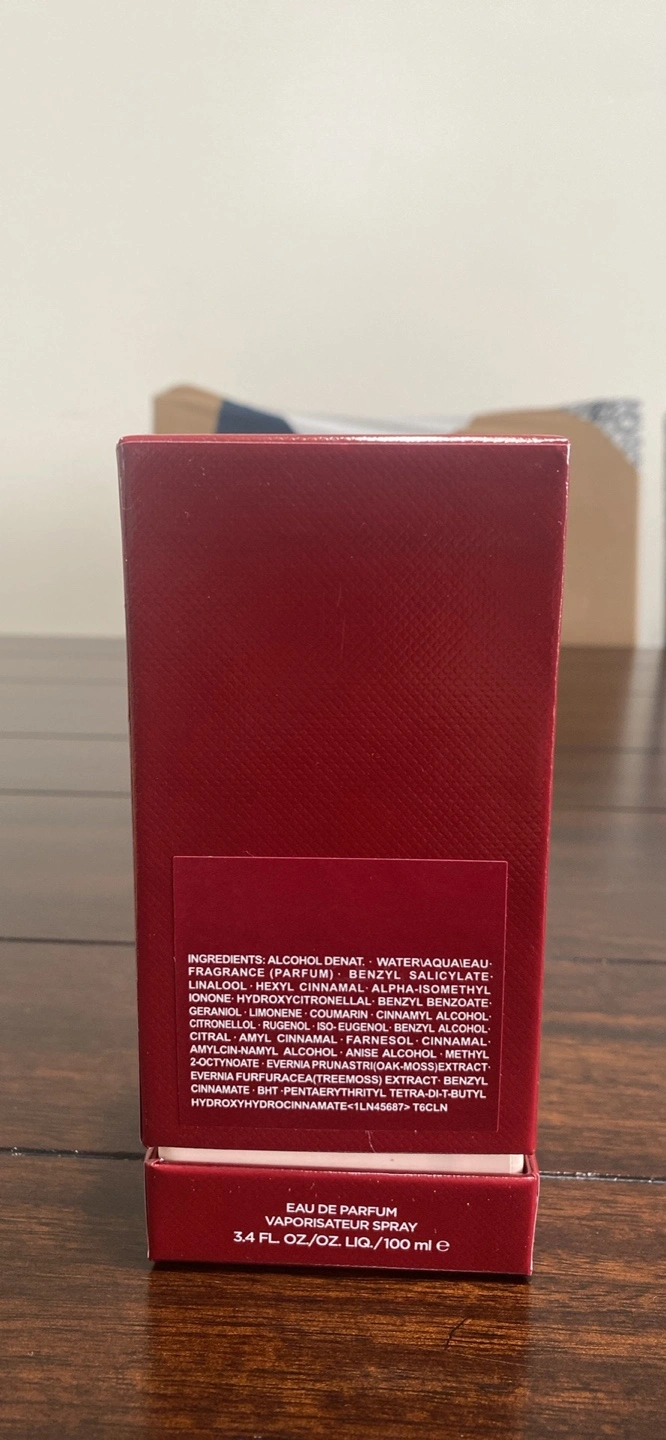 INGREDIENTS: ALCOHOL DENAT. · WATER\AQUA\EAU·
FRAGRANCE (PARFUM) · BENZYL SALICYLATE·
LINALOOL · HEXYL CINNAMAL· ALPHA-ISOMETHYL
IONONE· HYDROXYCITRONELLAL· BENZYL BENZOATE·
GERANIOL · LIMONENE · COUMARIN · CINNAMYL ALCOHOL·
CITRONELLOL · RUGENOL · ISO-EUGENOL · BENZYL ALCOHOL·
CITRAL · AMYL CINNAMAL · FARNESOL · CINNAMAL·
AMYLCIN-NAMYL ALCOHOL · ANISE ALCOHOL · METHYL
2-OCTYNOATE · EVERNIA PRUNASTRI(OAK-MOSS)EXTRACT·
EVERNIA FURFURACEA(TREEMOSS) EXTRACT· BENZYL
CINNAMATE · BHT ·PENTAERYTHRITYL TETRA-DI-T-BUTYL
HYDROXYHYDROCINNAMATE<1LN45687> T6CLN
EAU DE PARFUM
VAPORISATEUR SPRAY
3.4 FL. OZ./OZ. LIQ./100 ml ℮